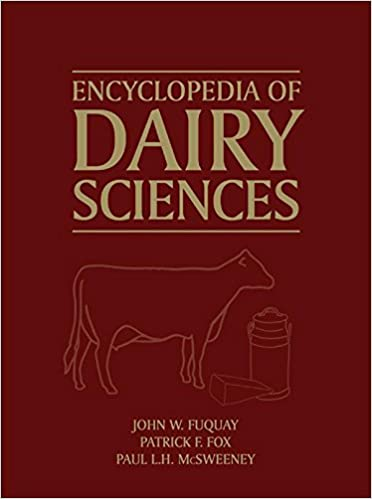 ENCYCLOPEDIA OF
DAIRY
SCIENCES
JOHN W. FUQUAY
PATRICK F. FOX
PAUL L.H. McSWEENEY